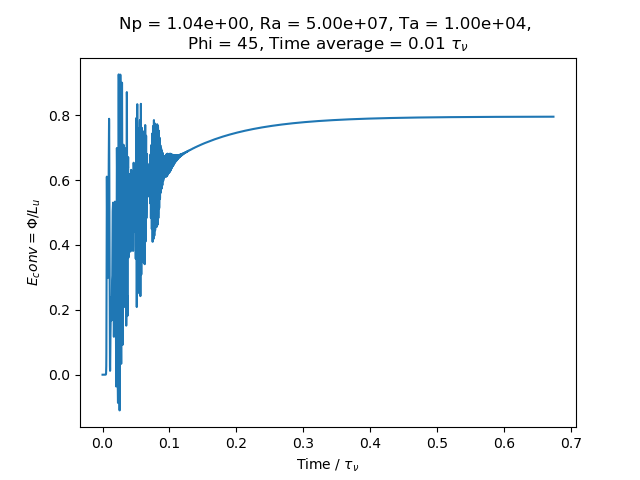 Np = 1.04e+00, Ra = 5.00e+07, Ta = 1.00e+04,
Phi = 45, Time average = 0.01 τ_ν
E_conv = Φ/L_u
0.8
0.6
0.4
0.2
0.0
0.0 0.1 0.2 0.3 0.4 0.5 0.6 0.7
Time / τ_ν